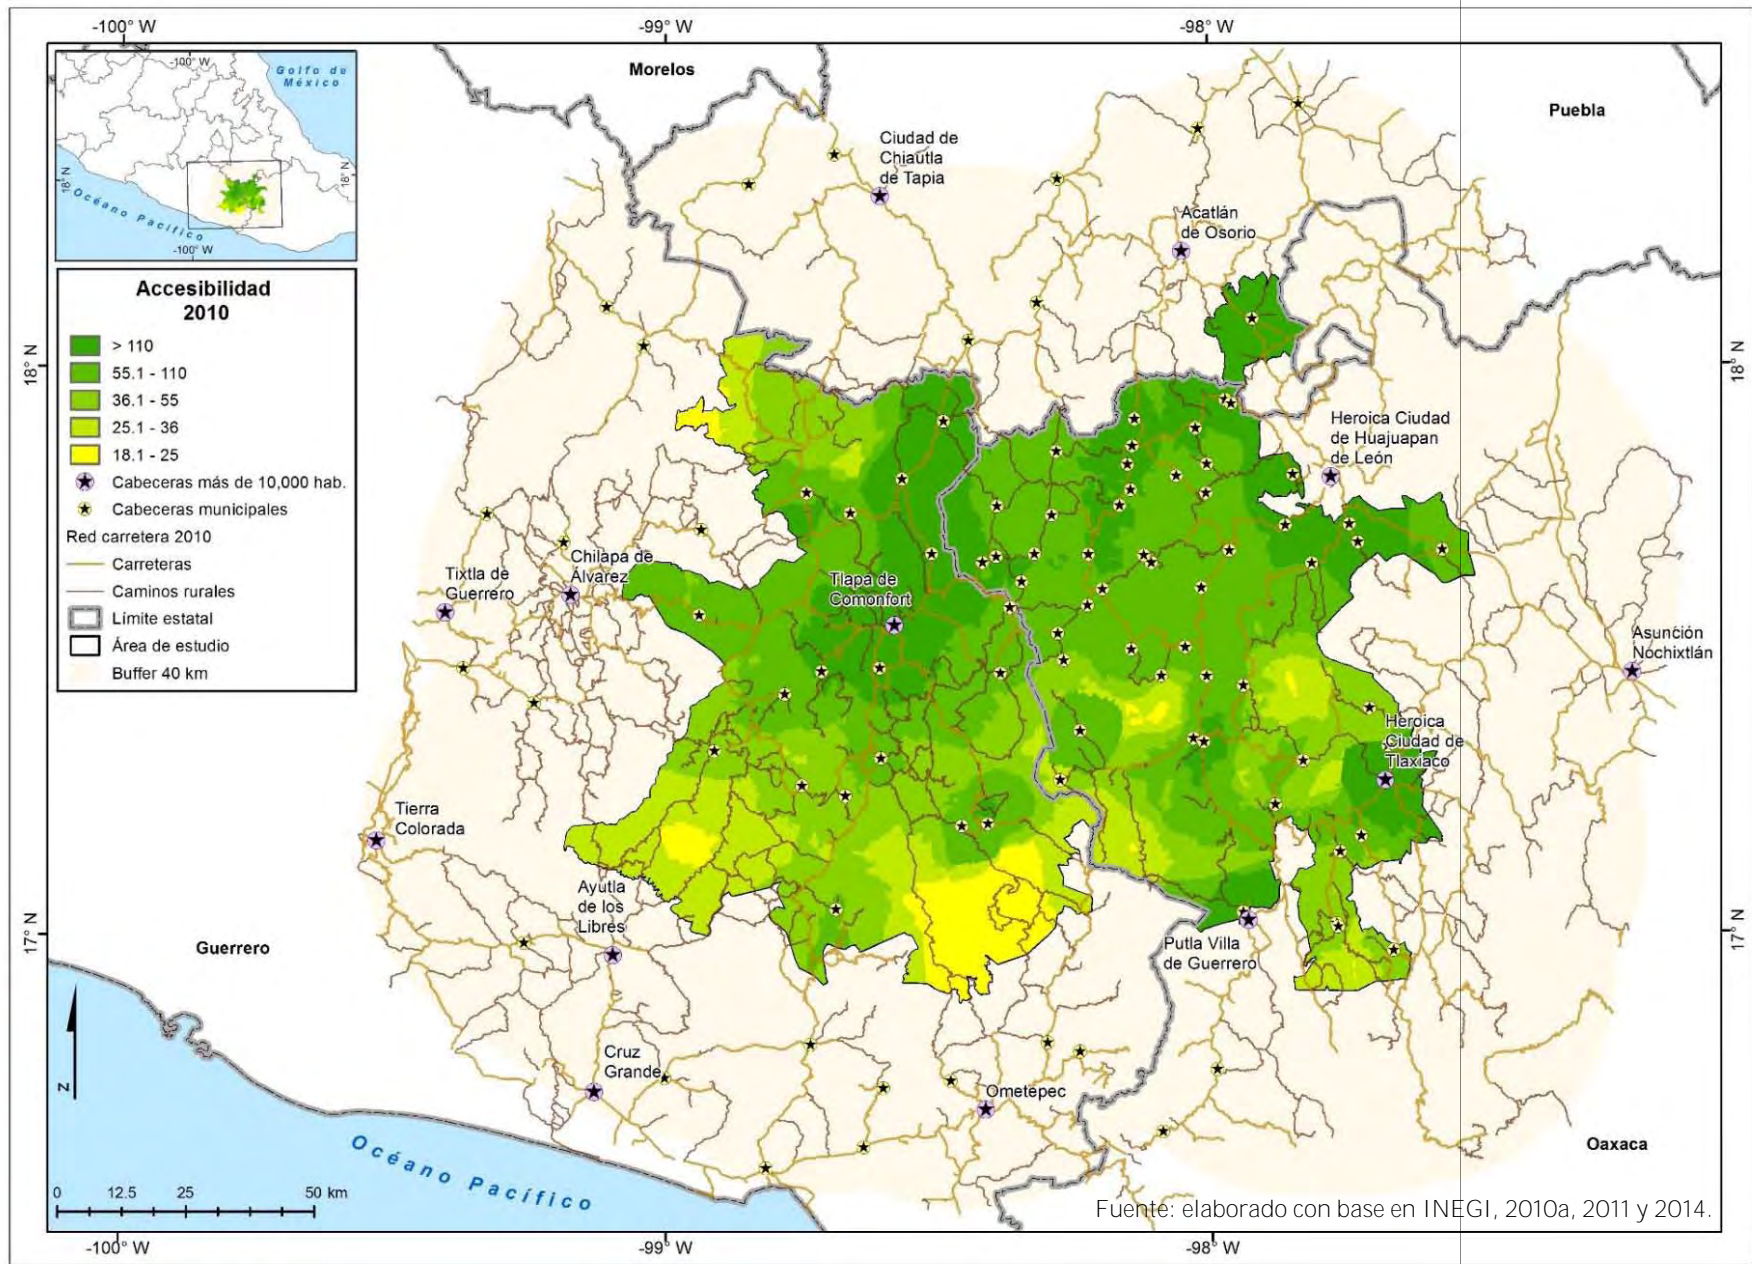 -100° W
-99° W
-98° W
-100° W
Golfo de
México
18° N
18° N
Océano Pacífico
-100° W
Morelos
Puebla
Ciudad de
Chiautla
de Tapia
Acatlán
de Osorio
Accesibilidad
2010
> 110
55.1 - 110
36.1 - 55
25.1 - 36
18.1 - 25
Cabeceras más de 10,000 hab.
Cabeceras municipales
Red carretera 2010
Carreteras
Caminos rurales
Límite estatal
Área de estudio
Buffer 40 km
18° N
18° N
Heroica Ciudad
de Huajuapan
de León
Chilapa de
Álvarez
Tixtla de
Guerrero
Tlapa de
Comonfort
Asunción
Nochixtlán
Heroica
Ciudad de
Tlaxiaco
Tierra
Colorada
Ayutla
de los
Libres
17° N
17° N
Guerrero
Putla Villa
de Guerrero
N
Cruz
Grande
Ometepec
Océano Pacífico
Oaxaca
0 12.5 25 50 km
Fuente: elaborado con base en INEGI, 2010a, 2011 y 2014.
-100° W
-99° W
-98° W